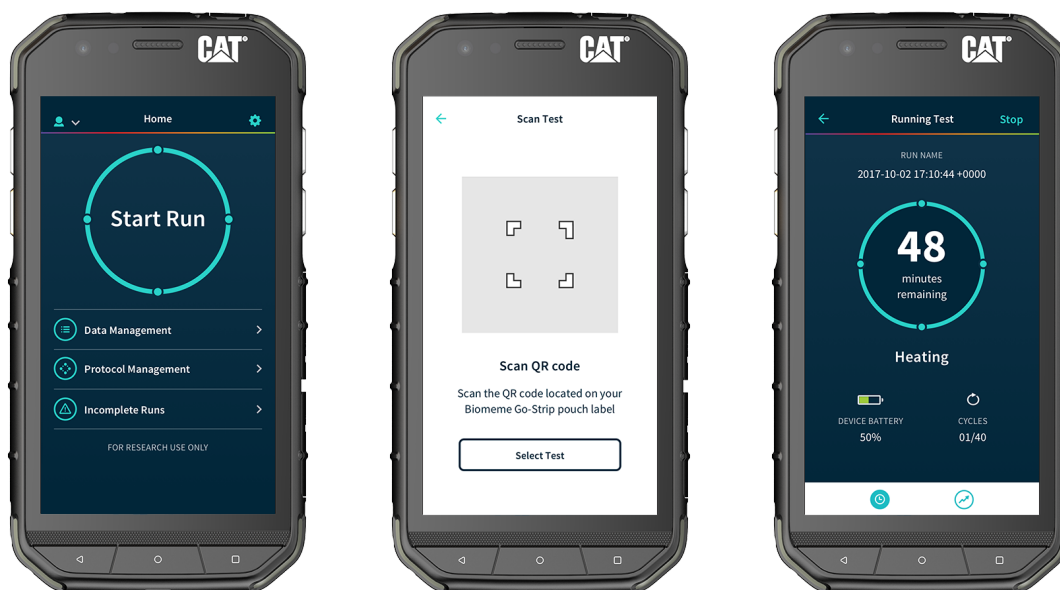 CAT
Home
Start Run
Data Management
Protocol Management
Incomplete Runs
FOR RESEARCH USE ONLY
CAT
Scan Test
Scan QR code
Scan the QR code located on your
Biomeme Go-Strip pouch label
Select Test
CAT
Running Test
Stop
RUN NAME
2017-10-02 17:10:44 +0000
48
minutes
remaining
Heating
DEVICE BATTERY
CYCLES
50%
01/40